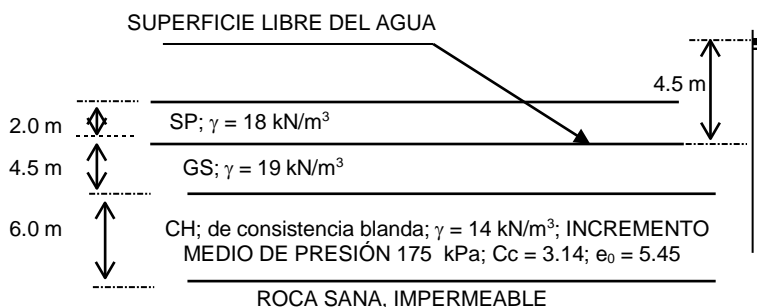 SUPERFICIE LIBRE DEL AGUA
4.5 m
2.0 m
SP; γ = 18 kN/m³
4.5 m
GS; γ = 19 kN/m³
6.0 m
CH; de consistencia blanda; γ = 14 kN/m³; INCREMENTO
MEDIO DE PRESIÓN 175 kPa; Cc = 3.14; e₀ = 5.45
ROCA SANA, IMPERMEABLE